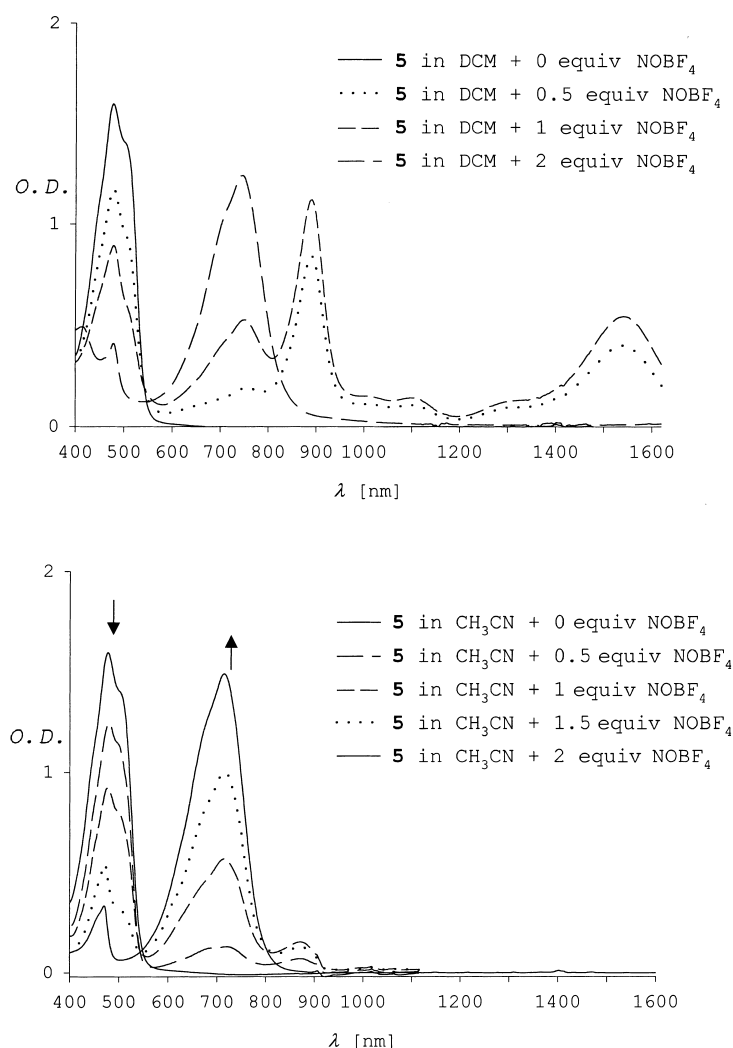 2
5 in DCM + 0 equiv NOBF₄
5 in DCM + 0.5 equiv NOBF₄
5 in DCM + 1 equiv NOBF₄
5 in DCM + 2 equiv NOBF₄
O.D.
1
0
400 500 600 700 800 900 1000 1200 1400 1600
λ [nm]
2
5 in CH₃CN + 0 equiv NOBF₄
5 in CH₃CN + 0.5 equiv NOBF₄
5 in CH₃CN + 1 equiv NOBF₄
5 in CH₃CN + 1.5 equiv NOBF₄
5 in CH₃CN + 2 equiv NOBF₄
O.D.
1
0
400 500 600 700 800 900 1000 1200 1400 1600
λ [nm]